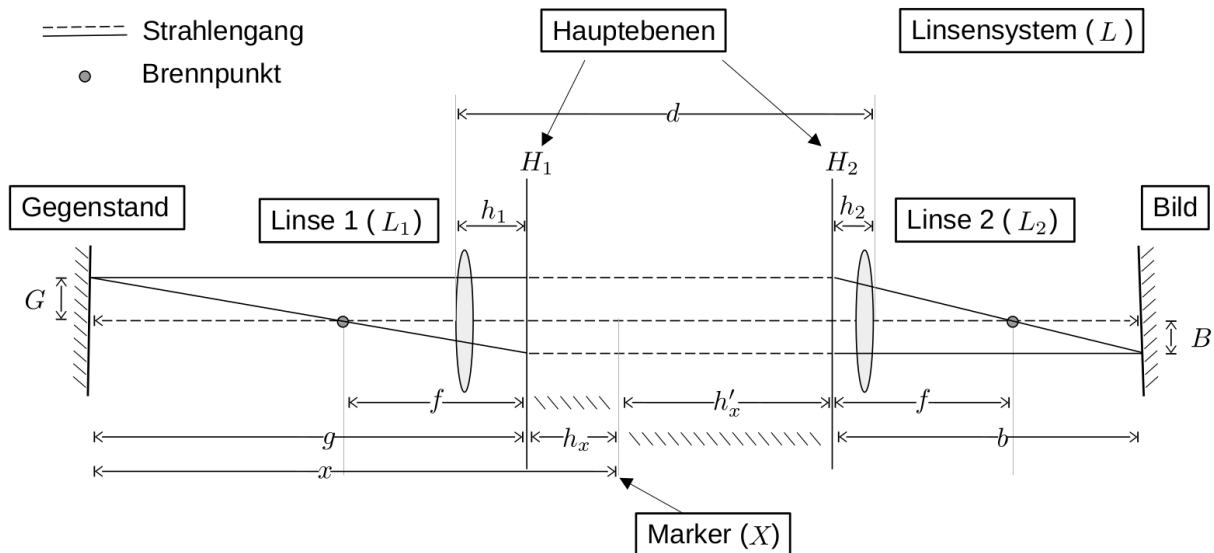 Strahlengang
Brennpunkt
Hauptebenen
Linsensystem ( L )
d
H₁
H₂
Gegenstand
Linse 1 ( L₁ )
h₁
h₂
Linse 2 ( L₂ )
Bild
G
B
f
h′ₓ
f
g
hₓ
b
x
Marker (X)